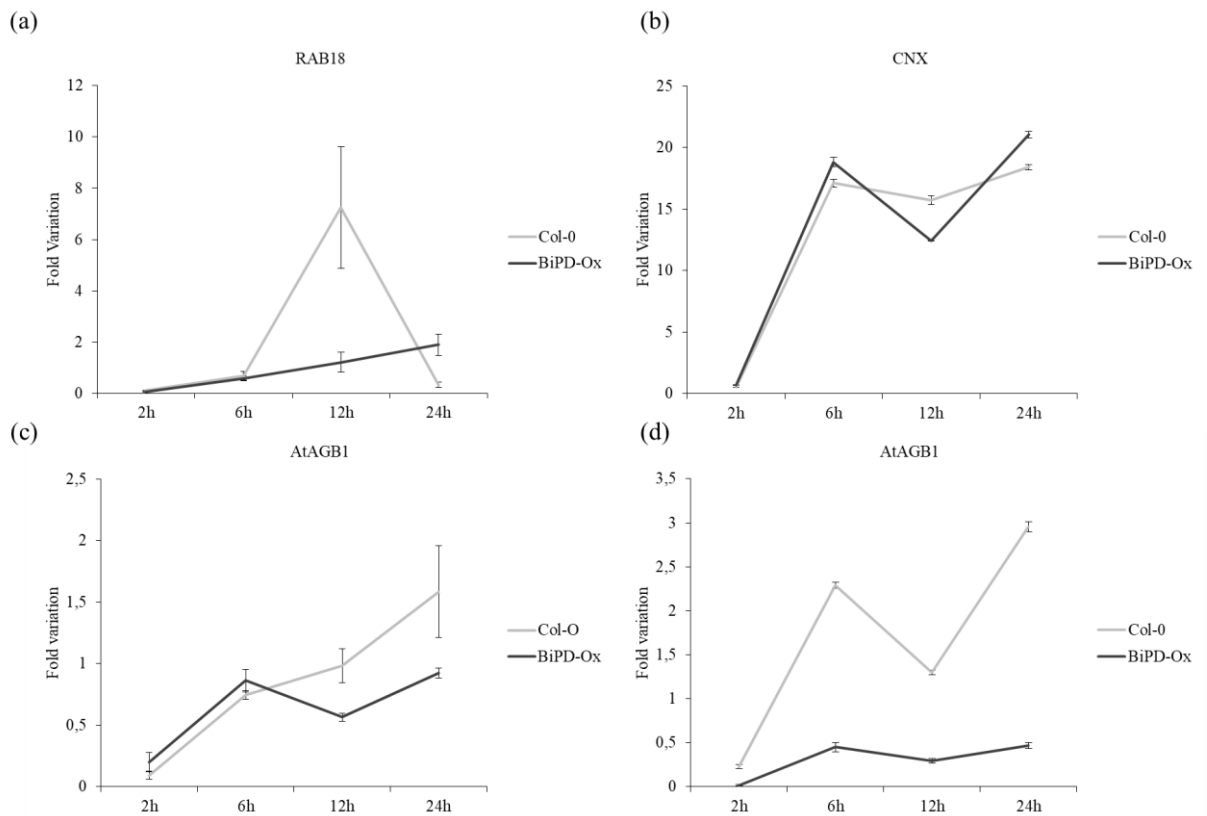 (a)
RAB18
Fold Variation
12
10
8
6
4
2
0
2h 6h 12h 24h
Col-0
BiPD-Ox
(b)
CNX
Fold Variation
25
20
15
10
5
0
2h 6h 12h 24h
Col-0
BiPD-Ox
(c)
AtAGB1
Fold variation
2,5
2
1,5
1
0,5
0
2h 6h 12h 24h
Col-O
BiPD-Ox
(d)
AtAGB1
Fold variation
3,5
3
2,5
2
1,5
1
0,5
0
2h 6h 12h 24h
Col-0
BiPD-Ox